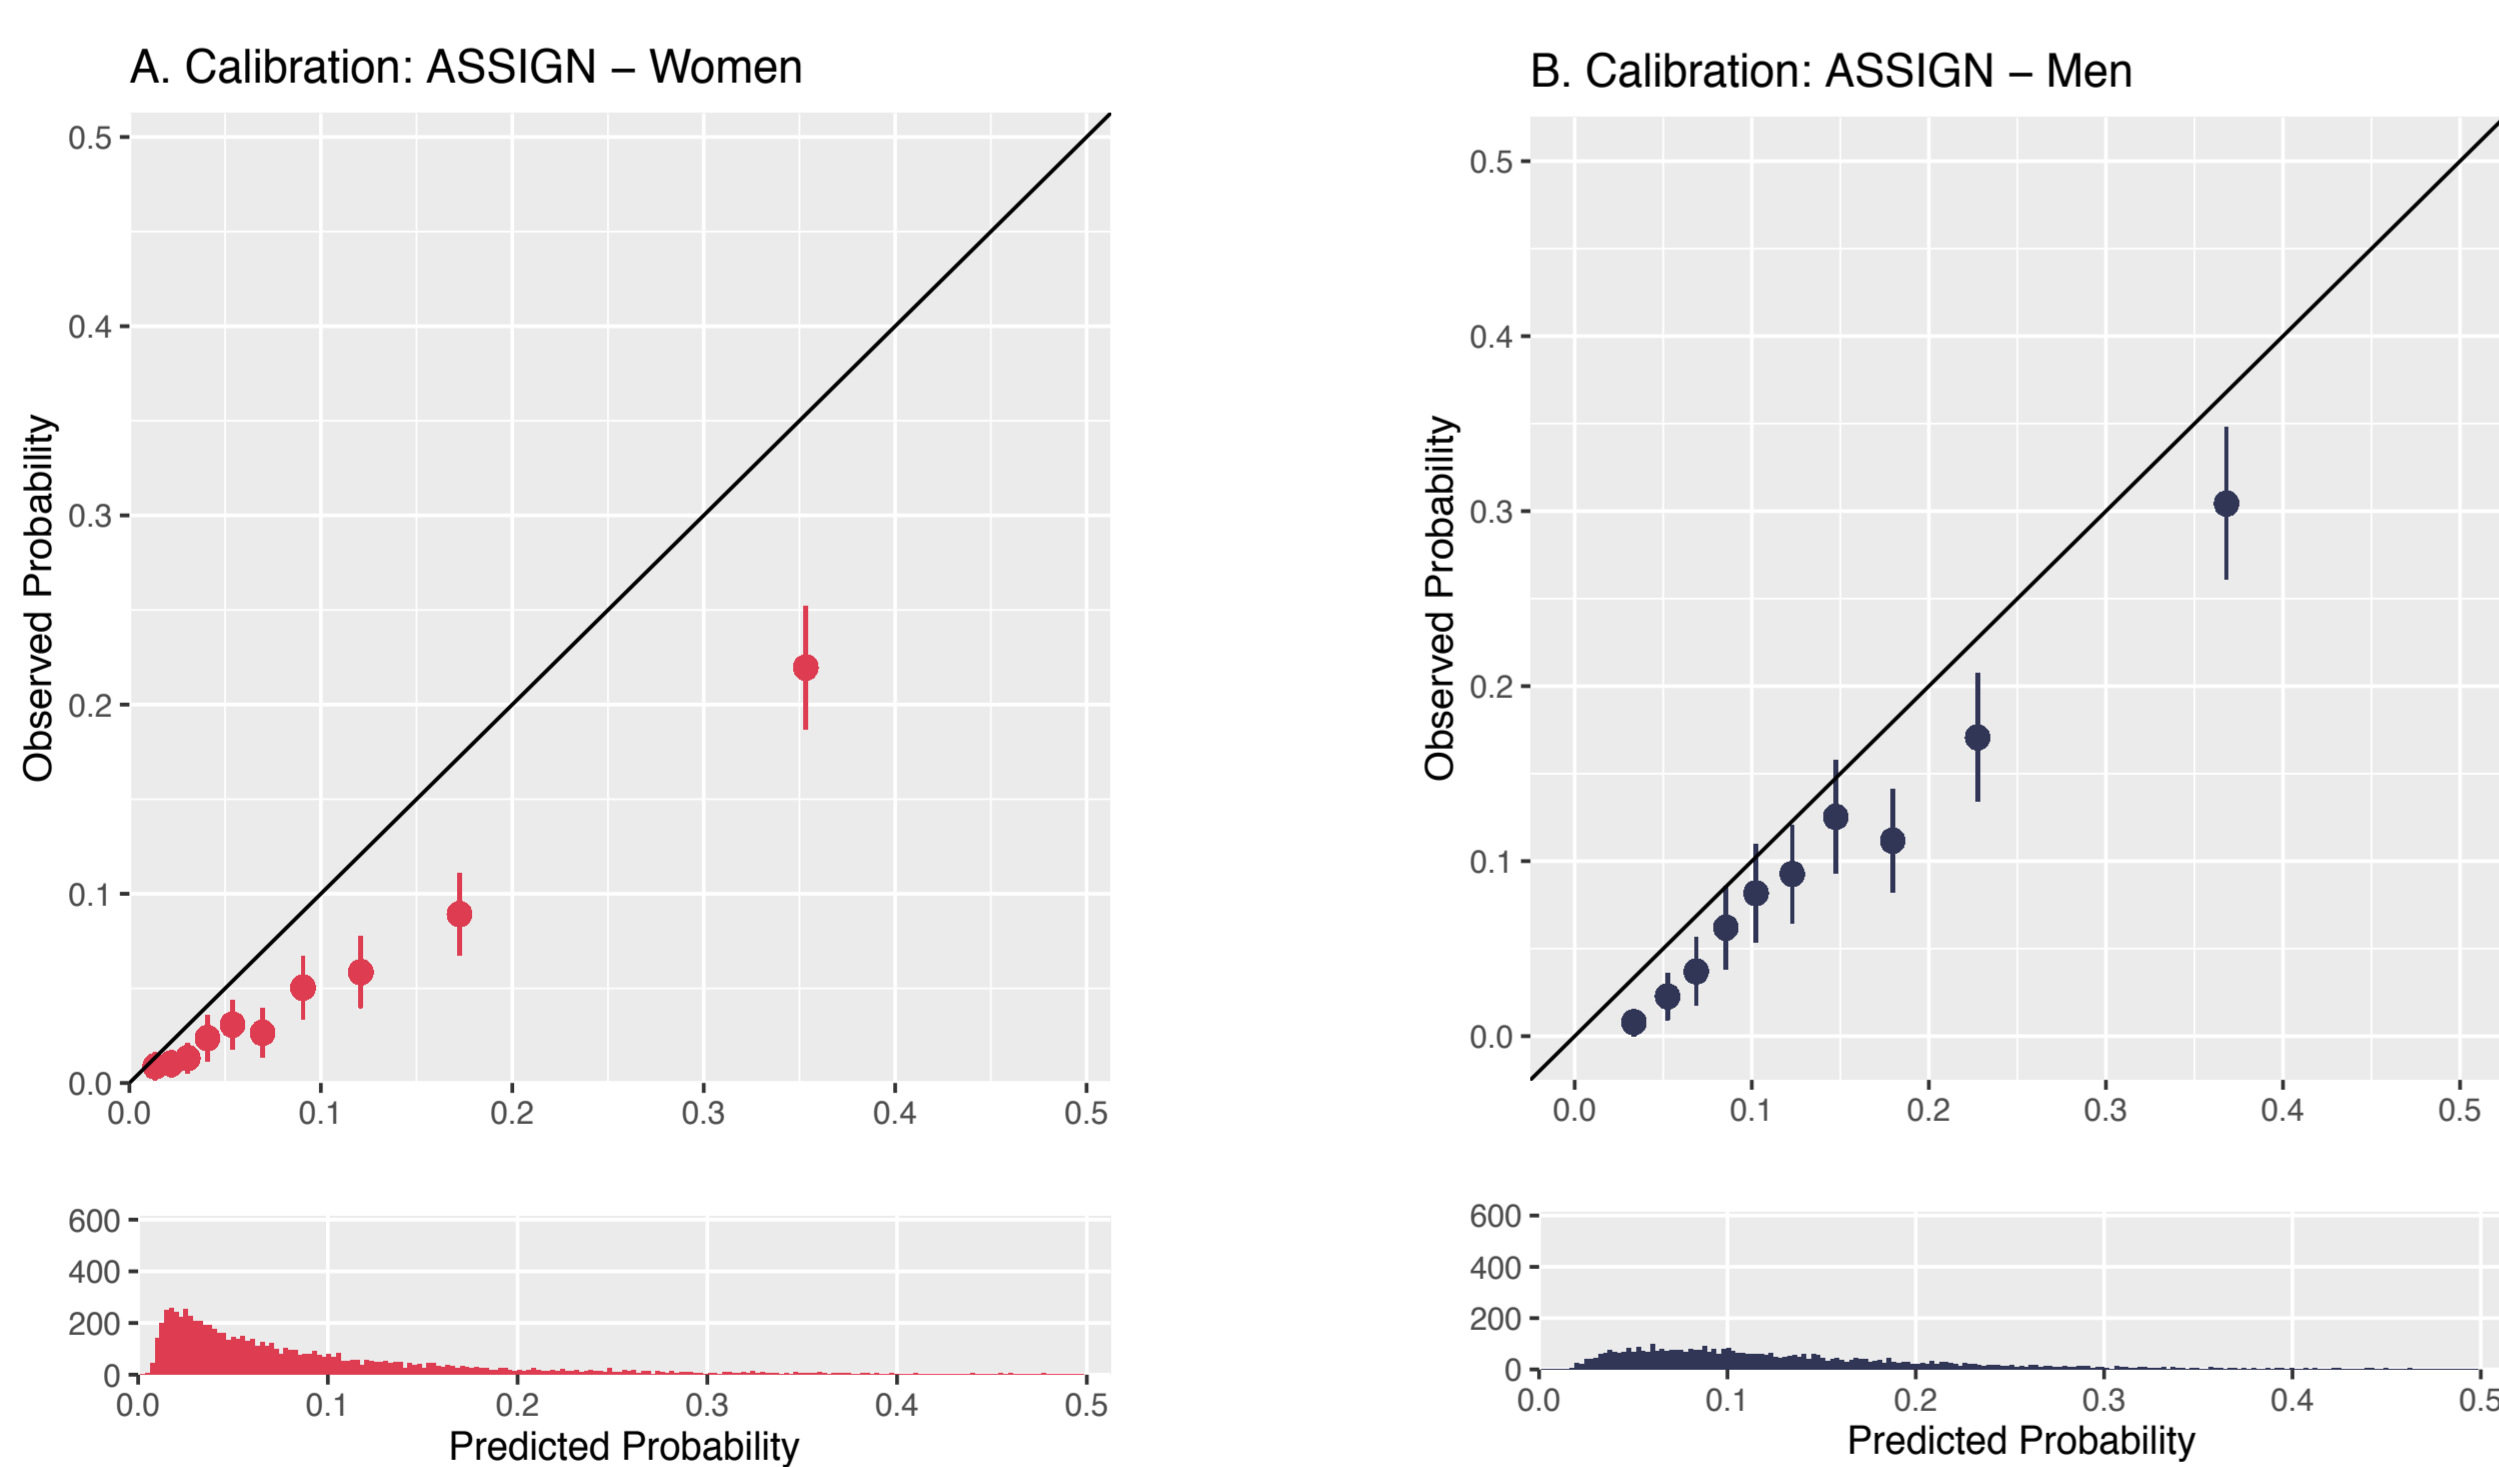 A. Calibration: ASSIGN – Women
Observed Probability
0.5
0.4
0.3
0.2
0.1
0.0
0.0 0.1 0.2 0.3 0.4 0.5
600
400
200
0
0.0 0.1 0.2 0.3 0.4 0.5
Predicted Probability
B. Calibration: ASSIGN – Men
Observed Probability
0.5
0.4
0.3
0.2
0.1
0.0
0.0 0.1 0.2 0.3 0.4 0.5
600
400
200
0
0.0 0.1 0.2 0.3 0.4 0.5
Predicted Probability